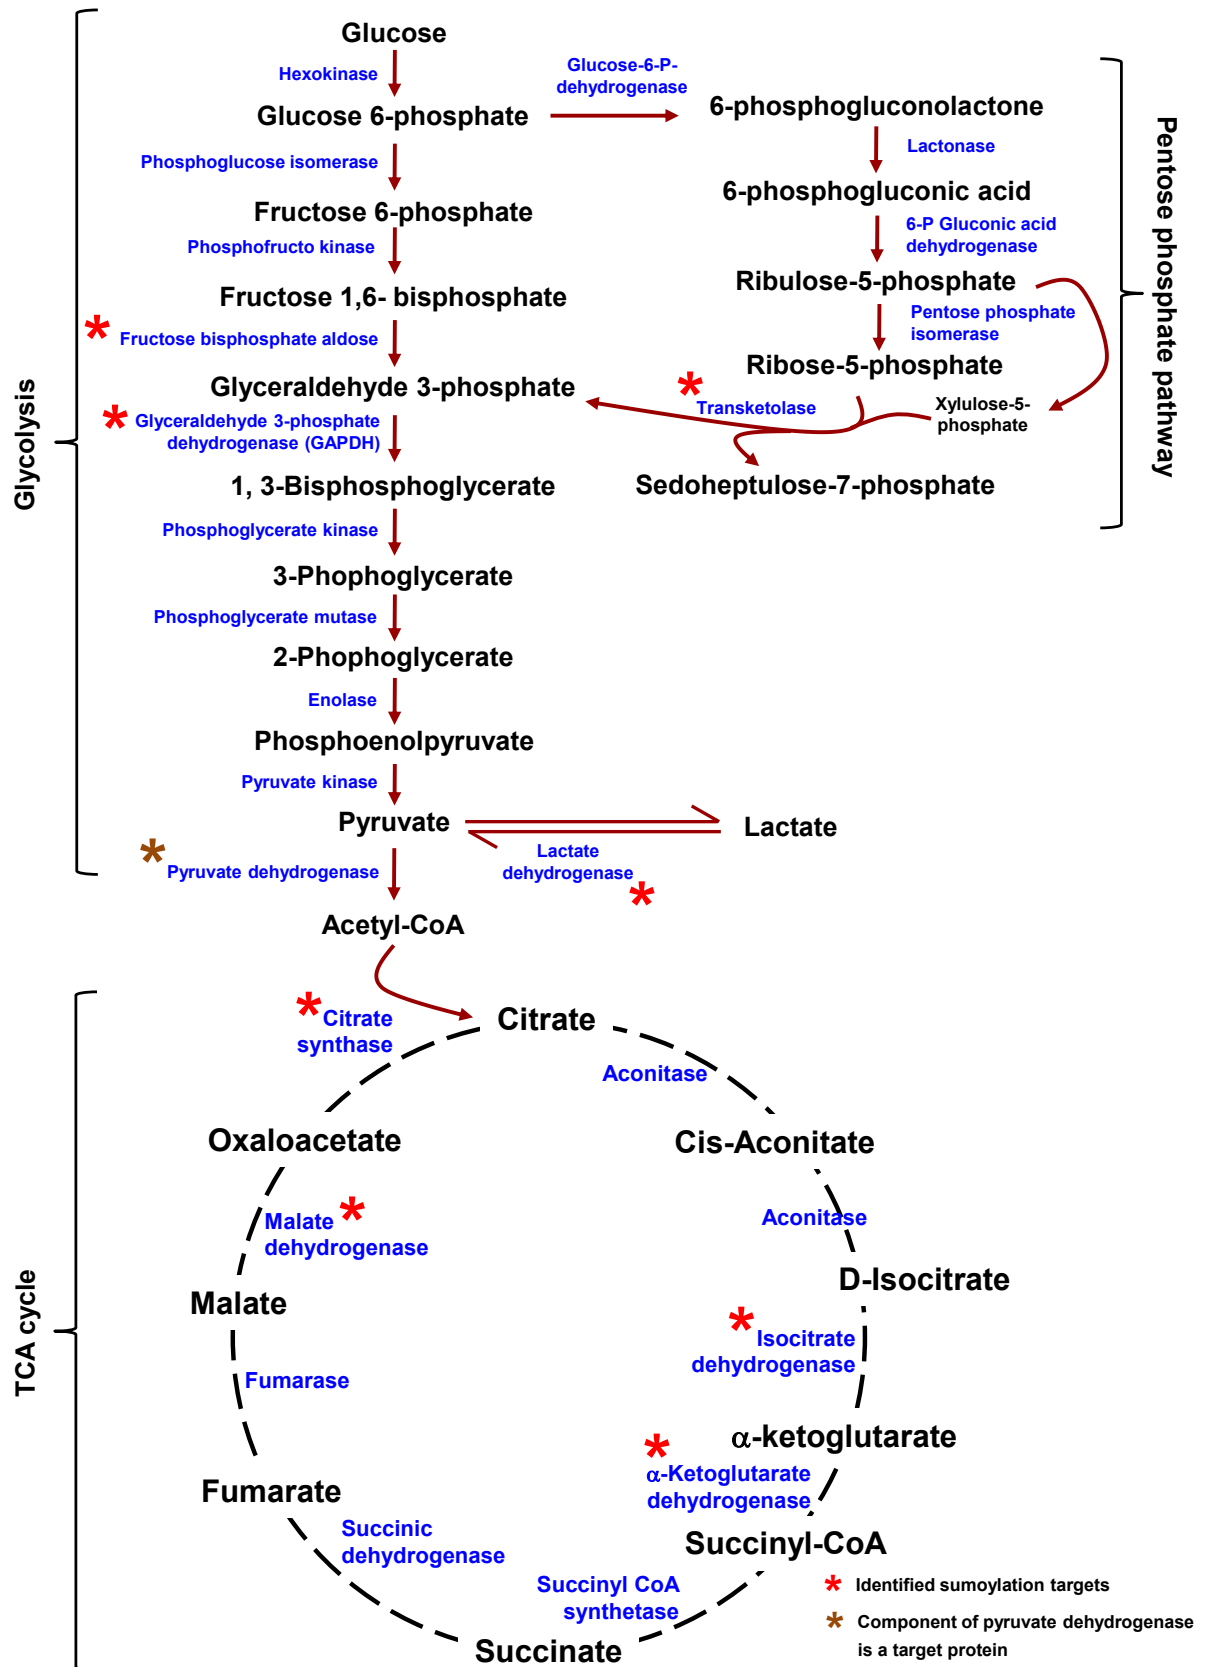 Glucose
Hexokinase
Glucose-6-P-
dehydrogenase
Glucose 6-phosphate
6-phosphogluconolactone
Phosphoglucose isomerase
Lactonase
Fructose 6-phosphate
6-phosphogluconic acid
Phosphofructo kinase
6-P Gluconic acid
dehydrogenase
Fructose 1,6- bisphosphate
Ribulose-5-phosphate
* Fructose bisphosphate aldose
Pentose phosphate
isomerase
Glyceraldehyde 3-phosphate
Ribose-5-phosphate
* Glyceraldehyde 3-phosphate
dehydrogenase (GAPDH)
* Transketolase
Xylulose-5-
phosphate
1, 3-Bisphosphoglycerate
Sedoheptulose-7-phosphate
Phosphoglycerate kinase
3-Phophoglycerate
Phosphoglycerate mutase
2-Phophoglycerate
Enolase
Phosphoenolpyruvate
Pyruvate kinase
Pyruvate
Lactate
* Pyruvate dehydrogenase
Lactate
dehydrogenase *
Acetyl-CoA
Glycolysis
Pentose phosphate pathway
* Citrate
synthase
Citrate
Aconitase
Oxaloacetate
Cis-Aconitate
Malate *
dehydrogenase
Aconitase
Malate
D-Isocitrate
* Isocitrate
dehydrogenase
Fumarase
α-ketoglutarate
* α-Ketoglutarate
dehydrogenase
Fumarate
Succinic
dehydrogenase
Succinyl-CoA
Succinyl CoA
synthetase
Succinate
TCA cycle
* Identified sumoylation targets
* Component of pyruvate dehydrogenase
is a target protein